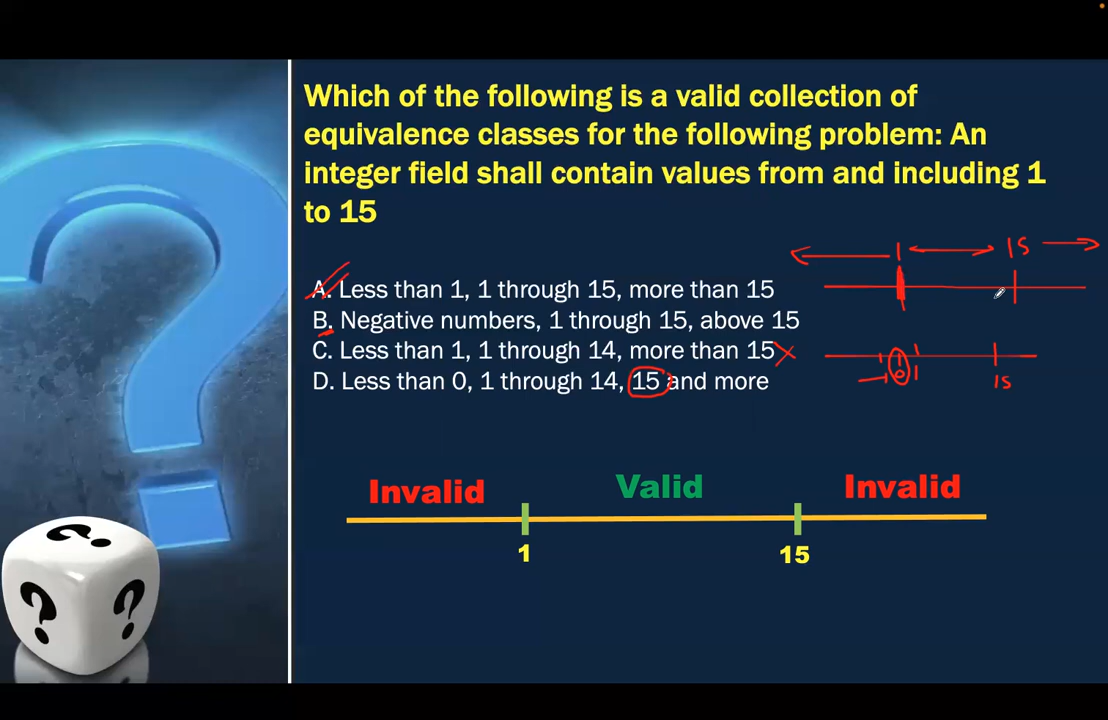 Which of the following is a valid collection of
equivalence classes for the following problem: An
integer field shall contain values from and including 1
to 15
1 15
A. Less than 1, 1 through 15, more than 15
B. Negative numbers, 1 through 15, above 15
C. Less than 1, 1 through 14, more than 15
D. Less than 0, 1 through 14, 15 and more
-1 0 1 15
Invalid Valid Invalid
1 15
? ? ?